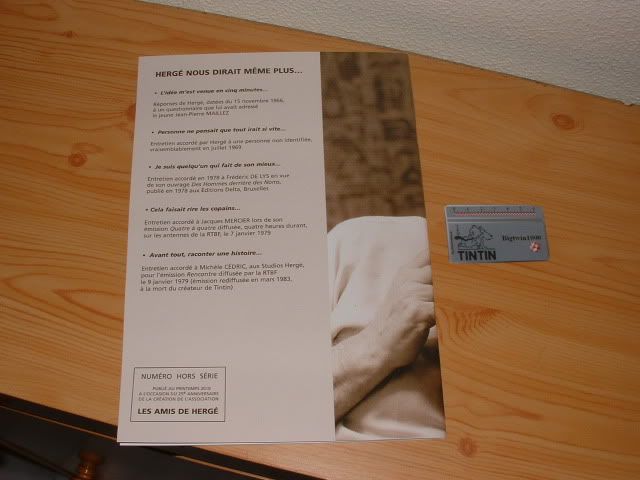 HERGÉ NOUS DIRAIT MÊME PLUS...
• L'idée m'est venue en cinq minutes...
Réponses de Hergé, datées du 15 novembre 1966,
à un questionnaire que lui avait adressé
le jeune Jean-Pierre MAILLEZ
• Personne ne pensait que tout irait si vite...
Entretien accordé par Hergé à une personne non identifiée,
vraisemblablement en juillet 1969
• Je suis quelqu'un qui fait de son mieux...
Entretien accordé en 1978 à Frédéric DE LYS en vue
de son ouvrage Des Hommes derrière des Noms,
publié en 1978 aux Éditions Delta, Bruxelles
• Cela faisait rire les copains...
Entretien accordé à Jacques MERCIER lors de son
émission Quatre à quatre diffusée, quatre heures durant,
sur les antennes de la RTBF, le 7 janvier 1979
• Avant tout, raconter une histoire...
Entretien accordé à Michèle CEDRIC, aux Studios Hergé,
pour l'émission Rencontre diffusée par la RTBF
le 9 janvier 1979 (émission rediffusée en mars 1983,
à la mort du créateur de Tintin)
NUMÉRO HORS SÉRIE
PUBLIÉ AU PRINTEMPS 2010
À L'OCCASION DU 25e ANNIVERSAIRE
DE LA CRÉATION DE L'ASSOCIATION
LES AMIS DE HERGÉ
TINTIN